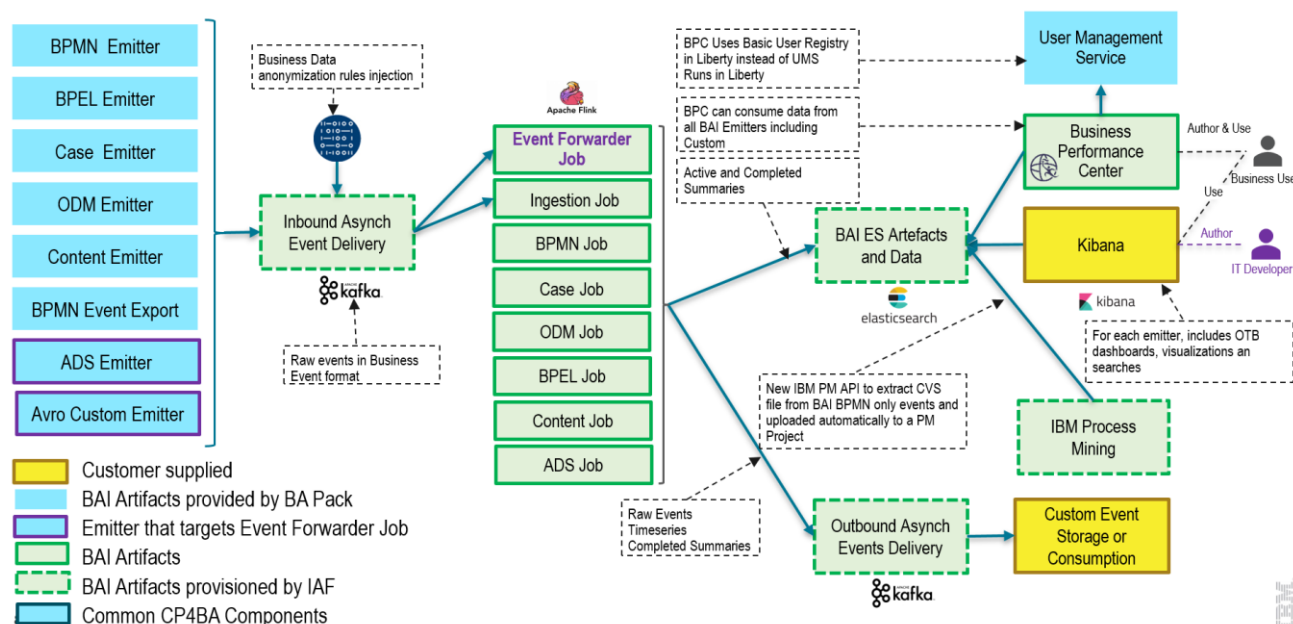 BPMN  Emitter
BPEL Emitter
Case  Emitter
ODM Emitter
Content Emitter
BPMN Event Export
ADS Emitter
Avro Custom Emitter
Customer supplied
BAI Artifacts provided by BA Pack
Emitter that targets Event Forwarder Job
BAI Artifacts
BAI Artifacts provisioned by IAF
Common CP4BA Components
Business Data
anonymization rules injection
Inbound Asynch
Event Delivery
kafka
Raw events in Business
Event format
Apache Flink
Event Forwarder
Job
Ingestion Job
BPMN Job
Case Job
ODM Job
BPEL Job
Content Job
ADS Job
BPC Uses Basic User Registry
in Liberty instead of UMS
Runs in Liberty
BPC can consume data from
all BAI Emitters including
Custom
Active and Completed
Summaries
BAI ES Artefacts
and Data
elasticsearch
New IBM PM API to extract CVS
file from BAI BPMN only events and
uploaded automatically to a PM
Project
Raw Events
Timeseries
Completed Summaries
Outbound Asynch
Events Delivery
kafka
User Management
Service
Business
Performance
Center
Author & Use
Business Use
Use
Kibana
Author
IT Developer
kibana
For each emitter, includes OTB
dashboards, visualizations an
searches
IBM Process
Mining
Custom Event
Storage or
Consumption
IBM